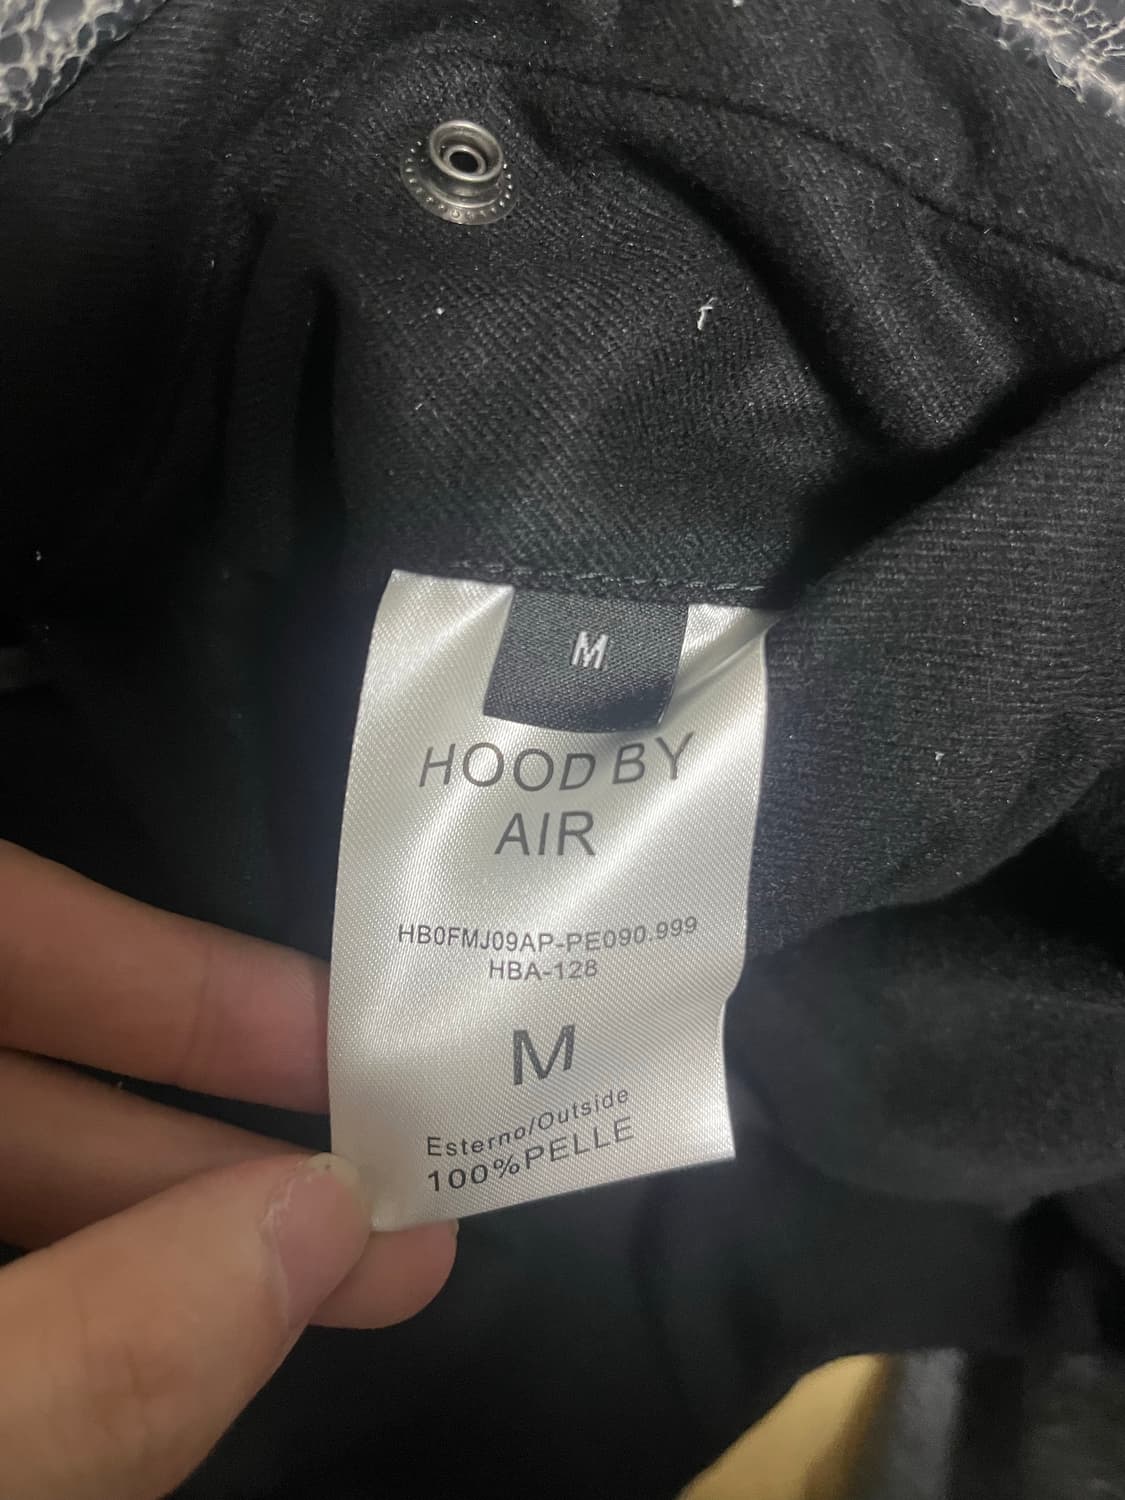 M
HOOD BY
AIR
HB0FMJ09AP-PE090.999
HBA-128
M
Esterno/Outside
100%PELLE